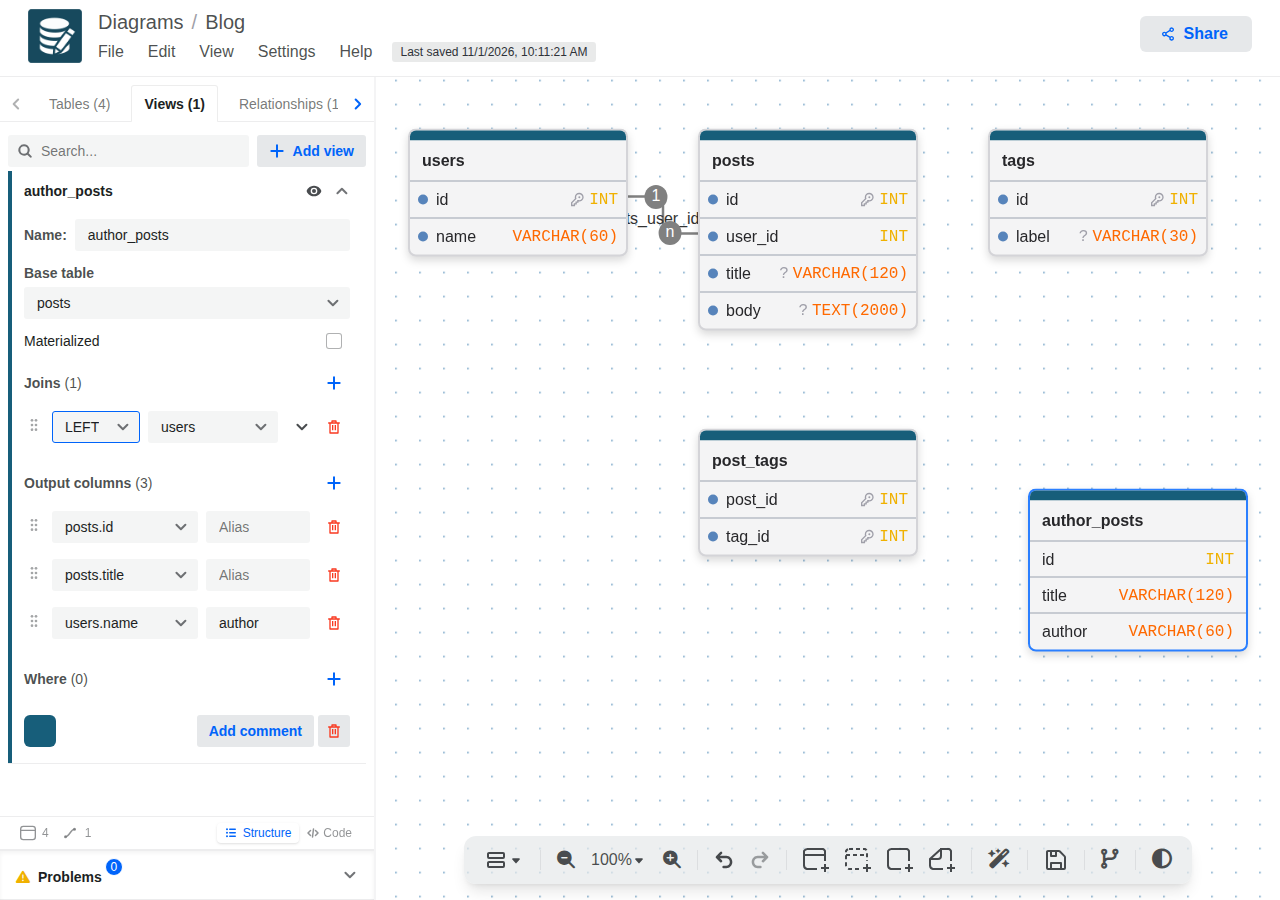 Diagrams / Blog
File Edit View Settings Help Last saved 11/1/2026, 10:11:21 AM
Share
Tables (4) Views (1) Relationships (1
Search... Add view
author_posts
Name: author_posts
Base table
posts
Materialized
Joins (1)
LEFT users
Output columns (3)
posts.id Alias
posts.title Alias
users.name author
Where (0)
Add comment
4 1 Structure Code
Problems 0
users
id INT
name VARCHAR(60)
1
ts_user_id
n
posts
id INT
user_id INT
title ? VARCHAR(120)
body ? TEXT(2000)
tags
id INT
label ? VARCHAR(30)
post_tags
post_id INT
tag_id INT
author_posts
id INT
title VARCHAR(120)
author VARCHAR(60)
100%